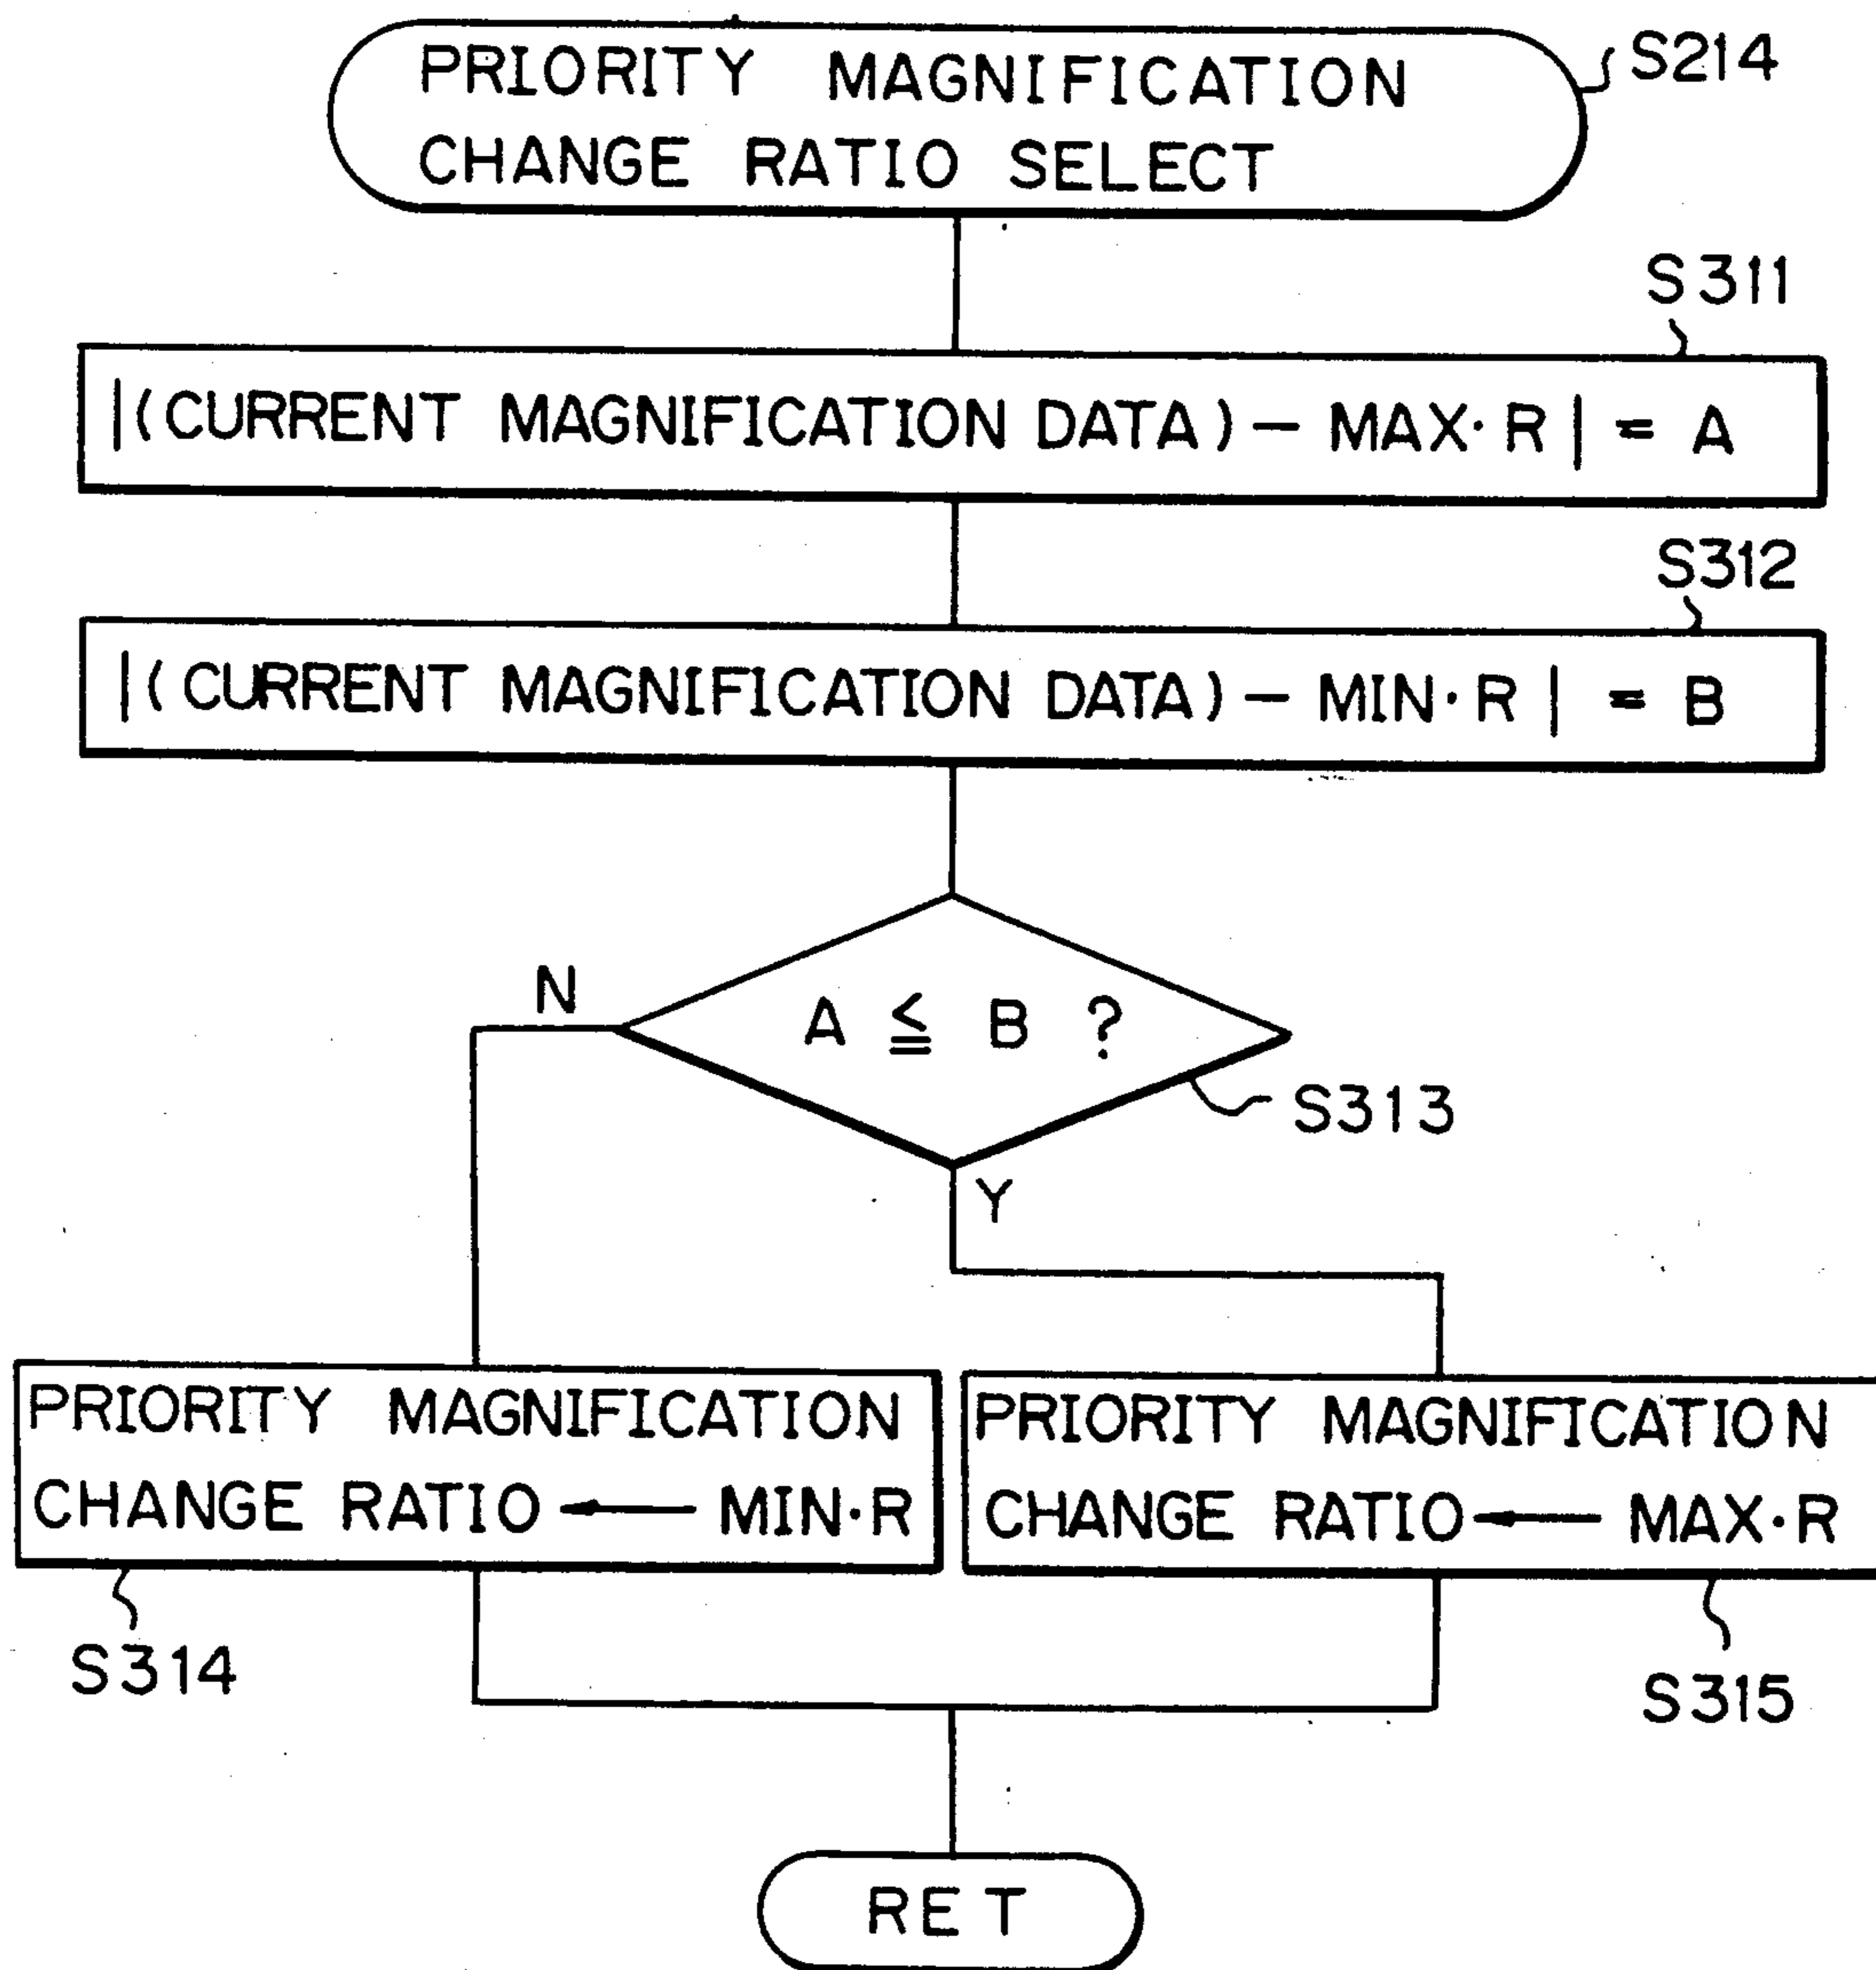 PRIORITY MAGNIFICATION
CHANGE RATIO SELECT
S214
S311
|(CURRENT MAGNIFICATION DATA) − MAX·R| = A
S312
|(CURRENT MAGNIFICATION DATA) − MIN·R| = B
N
A ≦ B ?
S313
Y
PRIORITY MAGNIFICATION
CHANGE RATIO ← MIN·R
PRIORITY MAGNIFICATION
CHANGE RATIO ← MAX·R
S314
S315
RET